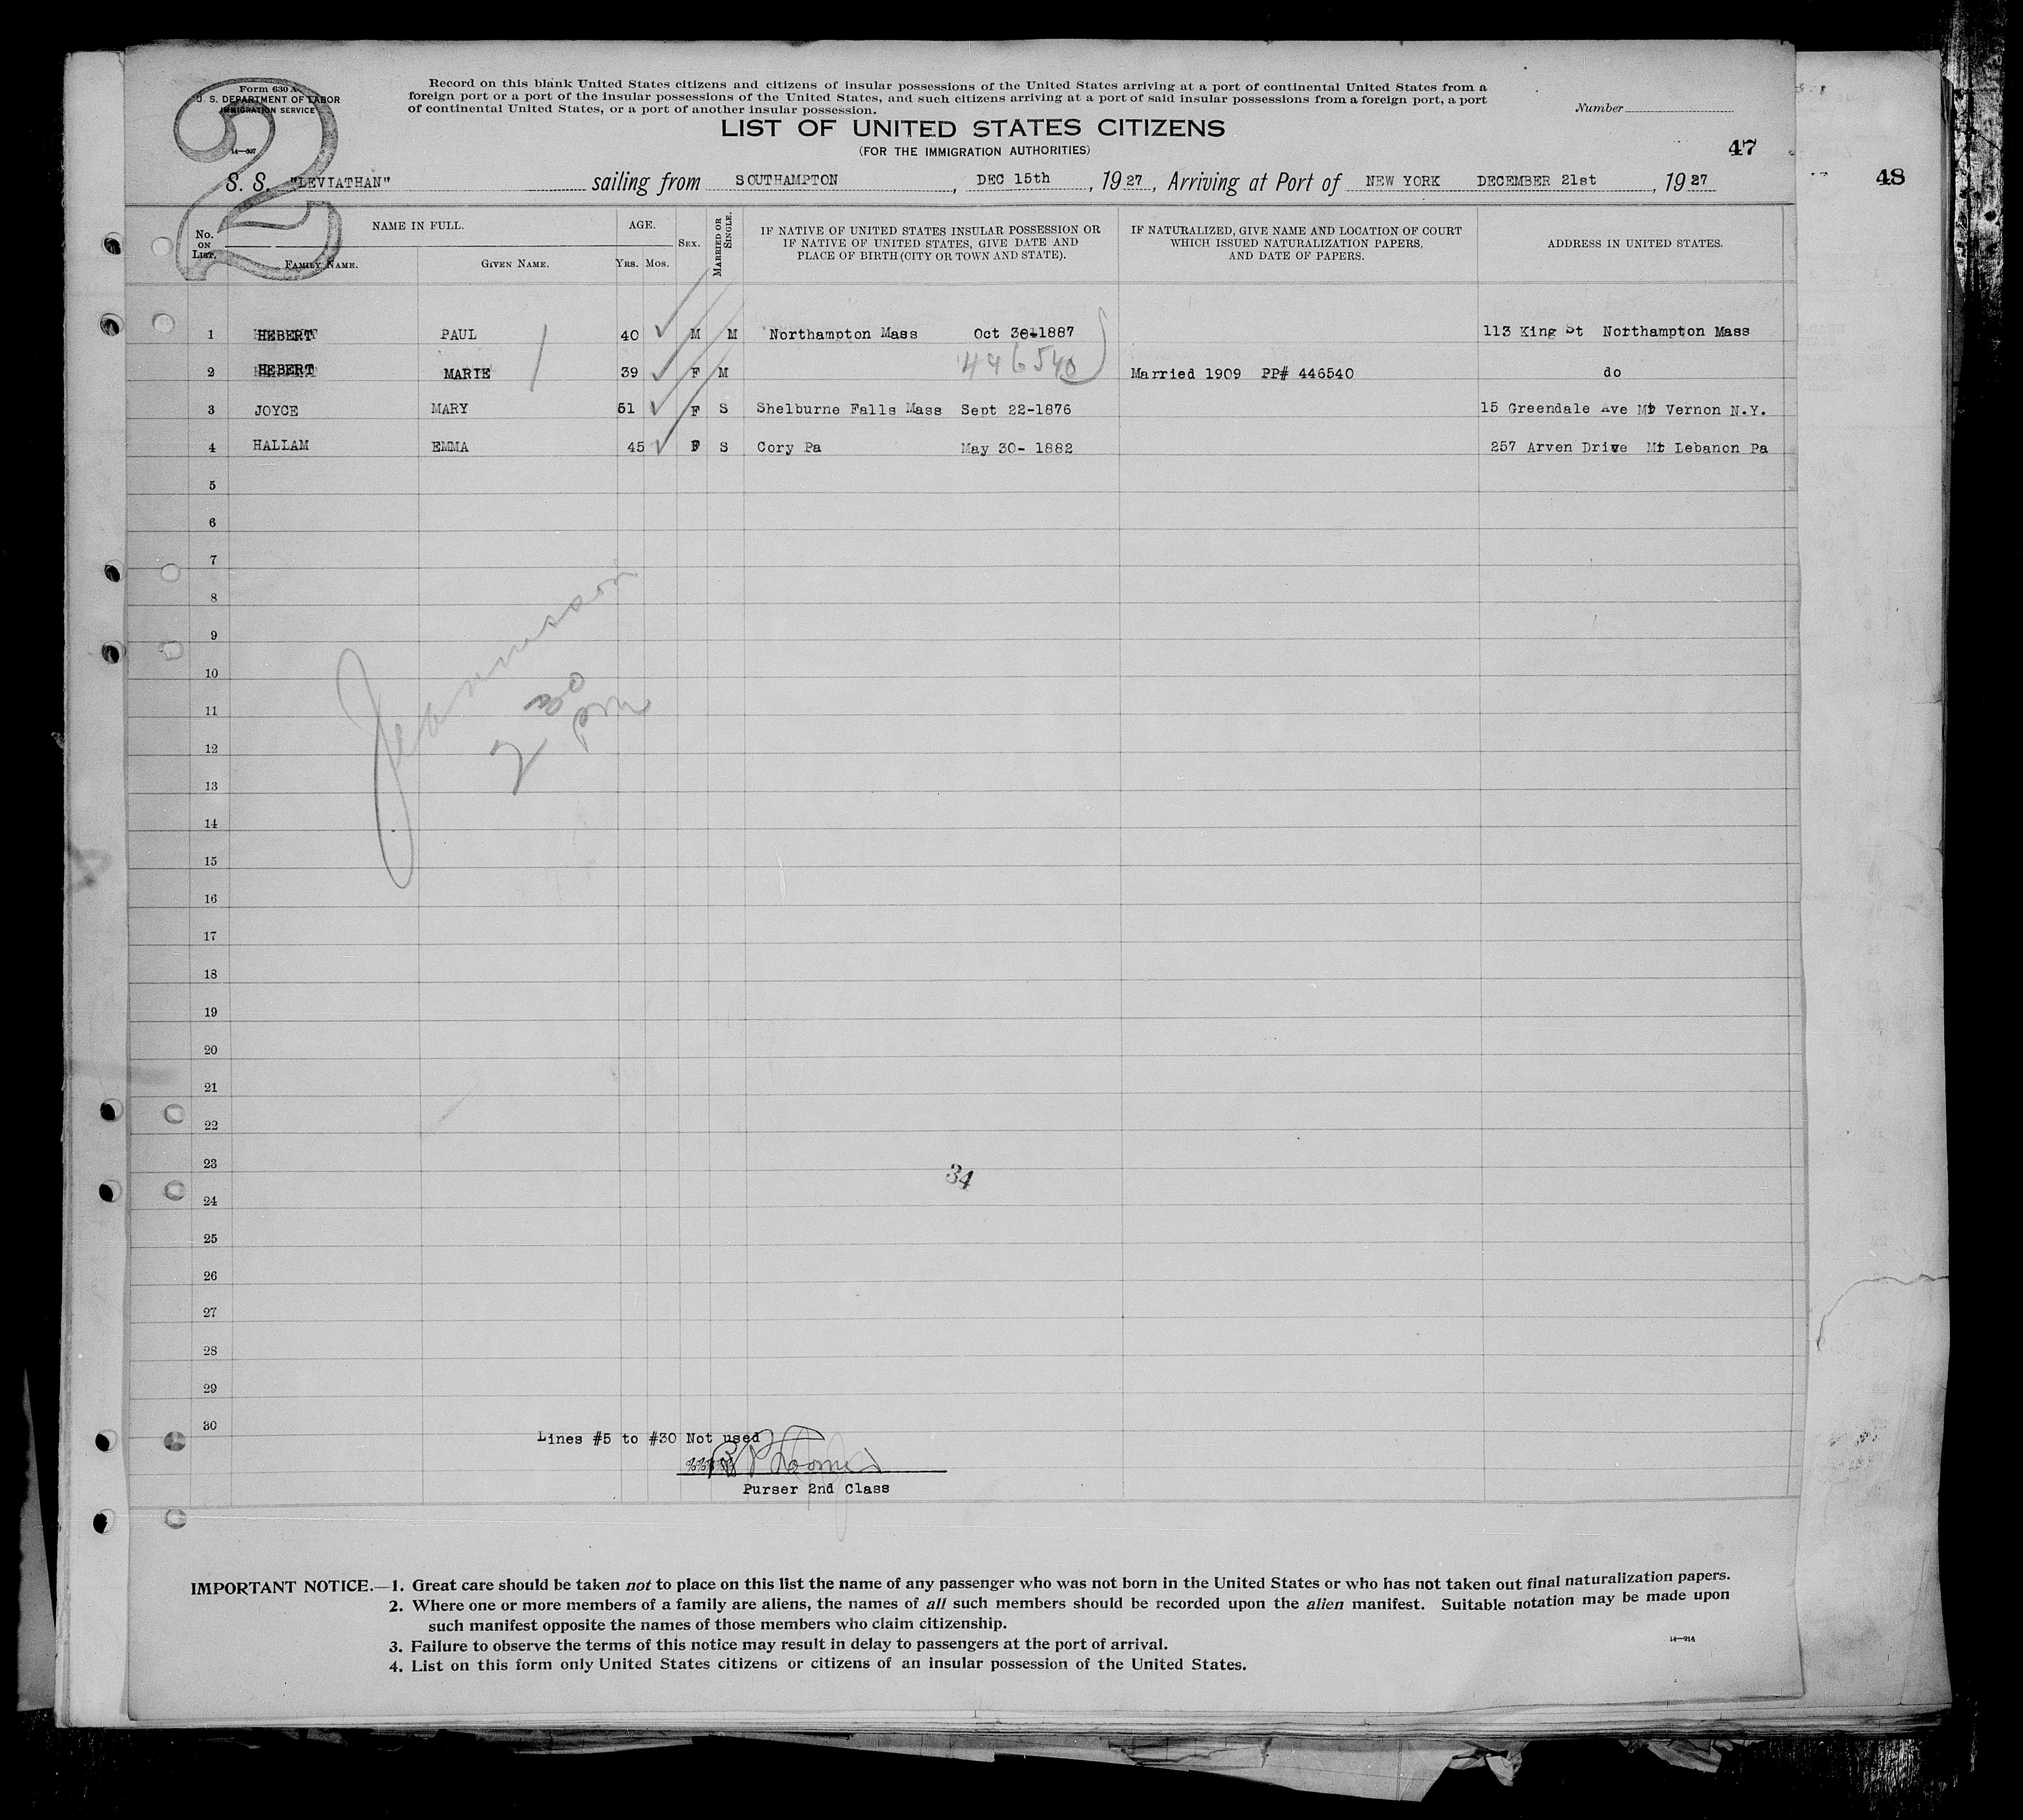 Form 630 A
U. S. DEPARTMENT OF LABOR
IMMIGRATION SERVICE
2
Record on this blank United States citizens and citizens of insular possessions of the United States arriving at a port of continental United States from a
foreign port or a port of the insular possessions of the United States, and such citizens arriving at a port of said insular possessions from a foreign port, a port
of continental United States, or a port of another insular possession.
Number
LIST OF UNITED STATES CITIZENS
(FOR THE IMMIGRATION AUTHORITIES)
47
48
S. S. "LEVIATHAN" sailing from SOUTHAMPTON, DEC 15th, 1927, Arriving at Port of NEW YORK DECEMBER 21st, 1927
No. ON LIST. NAME IN FULL. FAMILY NAME. GIVEN NAME. AGE. YRS. MOS. SEX. MARRIED OR SINGLE. IF NATIVE OF UNITED STATES INSULAR POSSESSION OR IF NATIVE OF UNITED STATES, GIVE DATE AND PLACE OF BIRTH (CITY OR TOWN AND STATE). IF NATURALIZED, GIVE NAME AND LOCATION OF COURT WHICH ISSUED NATURALIZATION PAPERS, AND DATE OF PAPERS. ADDRESS IN UNITED STATES.
1 HEBERT PAUL 40 M M Northampton Mass Oct 30-1887 113 King St Northampton Mass
446540
2 HEBERT MARIE 39 F M Married 1909 PP# 446540 do
3 JOYCE MARY 51 F S Shelburne Falls Mass Sept 22-1876 15 Greendale Ave Mt Vernon N.Y.
4 HALLAM EMMA 45 F S Cory Pa May 30- 1882 257 Arven Drive Mt Lebanon Pa
5
6
7
8
9
10
11
12
13
14
15
16
17
18
19
20
21
22
23
24
25
26
27
28
29
30
2 30 pm
34
Lines #5 to #30 Not used
Purser 2nd Class
IMPORTANT NOTICE.—1. Great care should be taken not to place on this list the name of any passenger who was not born in the United States or who has not taken out final naturalization papers.
2. Where one or more members of a family are aliens, the names of all such members should be recorded upon the alien manifest. Suitable notation may be made upon
such manifest opposite the names of those members who claim citizenship.
3. Failure to observe the terms of this notice may result in delay to passengers at the port of arrival.
4. List on this form only United States citizens or citizens of an insular possession of the United States.
14—214